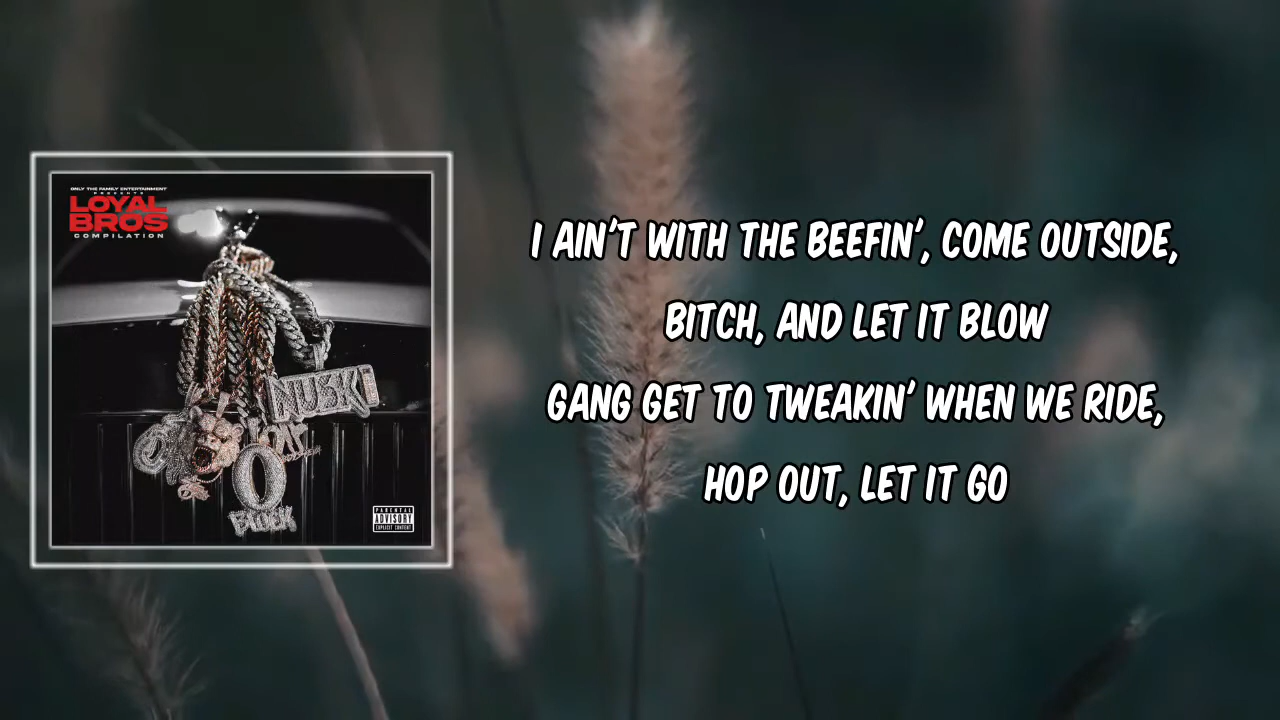 ONLY THE FAMILY ENTERTAINMENT
PRESENTS
LOYAL
BROS
COMPILATION
NUSKI
O
BLOCK
PARENTAL
ADVISORY
EXPLICIT CONTENT
I AIN'T WITH THE BEEFIN', COME OUTSIDE,
BITCH, AND LET IT BLOW
GANG GET TO TWEAKIN' WHEN WE RIDE,
HOP OUT, LET IT GO